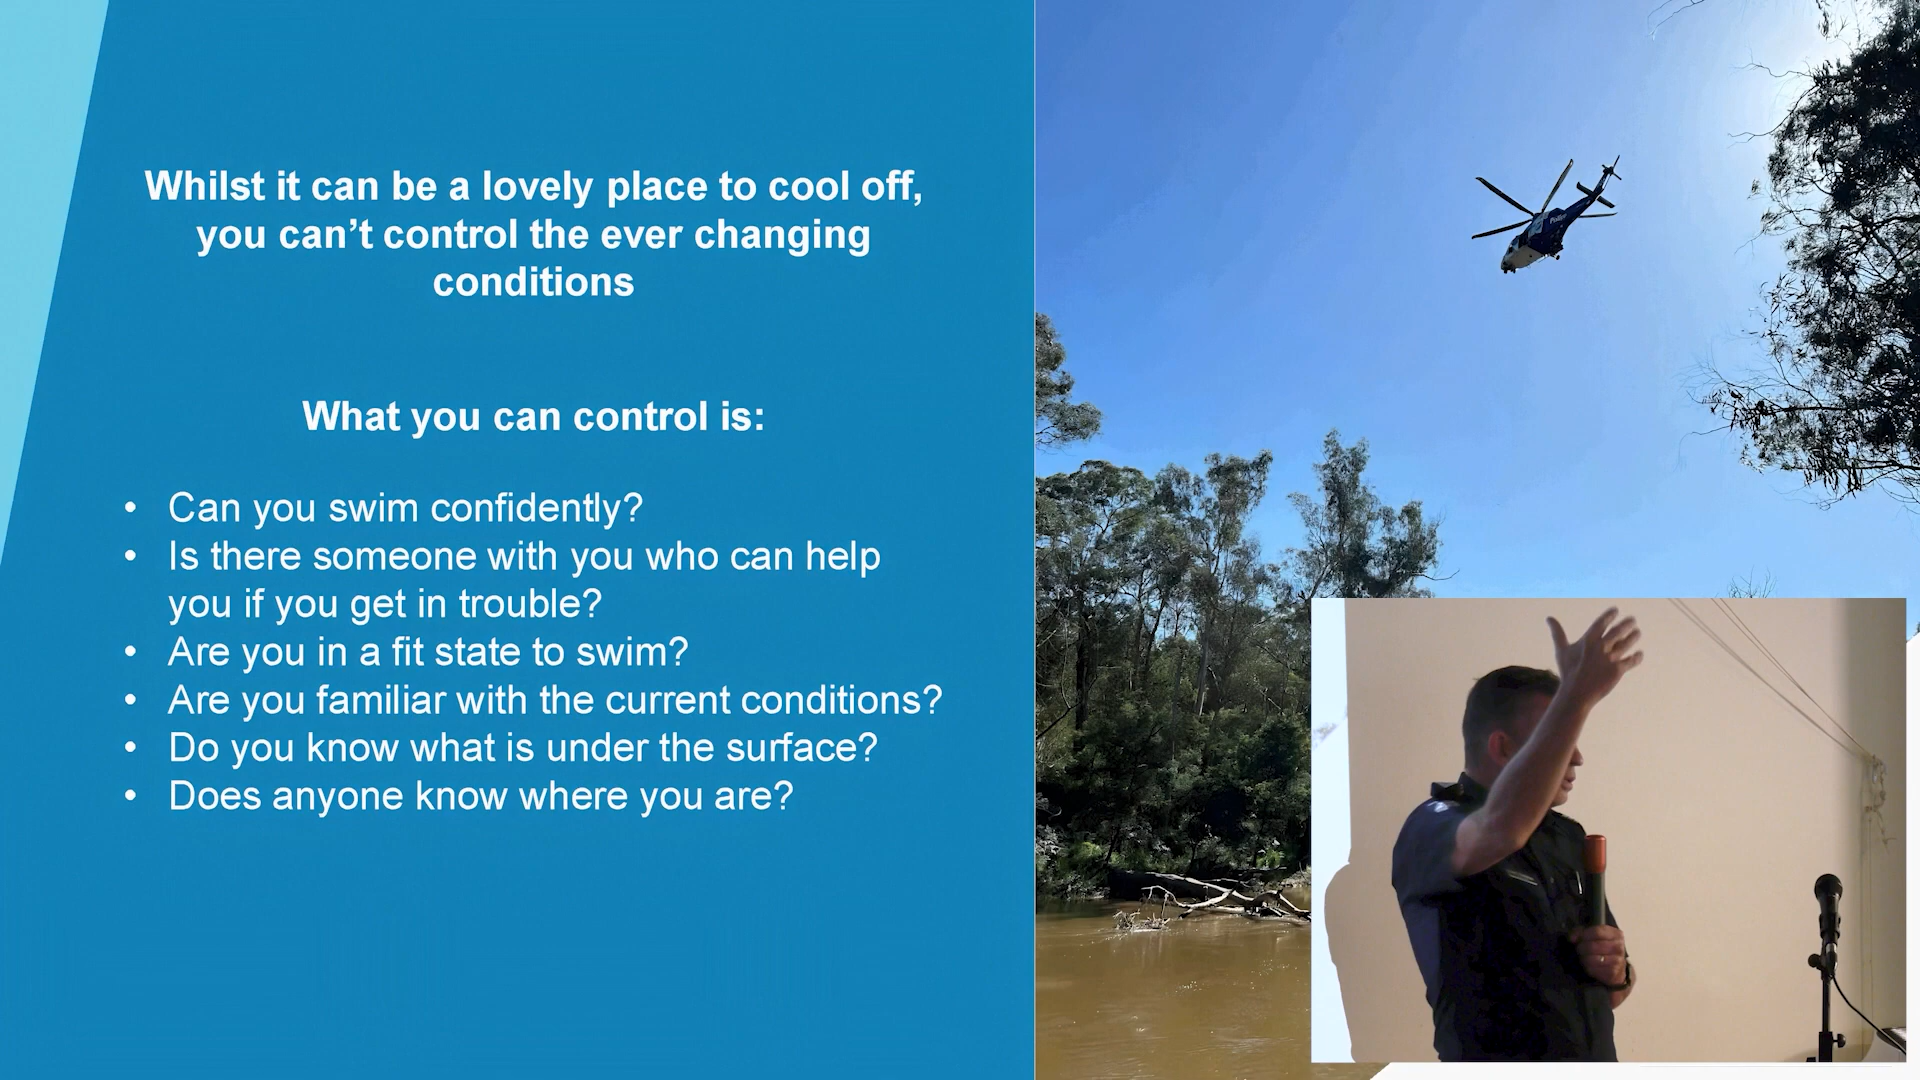 Whilst it can be a lovely place to cool off,
you can't control the ever changing
conditions
What you can control is:
• Can you swim confidently?
• Is there someone with you who can help
you if you get in trouble?
• Are you in a fit state to swim?
• Are you familiar with the current conditions?
• Do you know what is under the surface?
• Does anyone know where you are?
Police